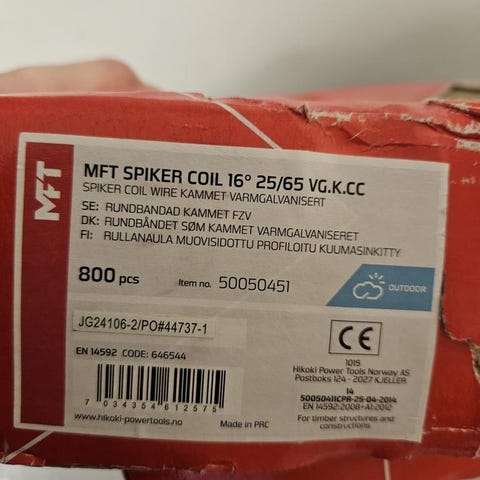 MFT
MFT SPIKER COIL 16° 25/65 VG.K.CC
SPIKER COIL WIRE KAMMET VARMGALVANISERT
SE: RUNDBANDAD KAMMET FZV
DK: RUNDBÅNDET SØM KAMMET VARMGALVANISERET
FI: RULLANAULA MUOVISIDOTTU PROFILOITU KUUMASINKITTY
800 pcs
Item no. 50050451
OUTDOOR
JG24106-2/PO#44737-1
CE
1015
Hikoki Power Tools Norway AS
Postboks 124 - 2027 KJELLER
EN 14592 CODE: 646544
14
50050411CPR-25-04-2014
EN 14592:2008+A1:2012
For timber structures and
constructions
7 034354 612575
www.hikoki-powertools.no
Made in PRC